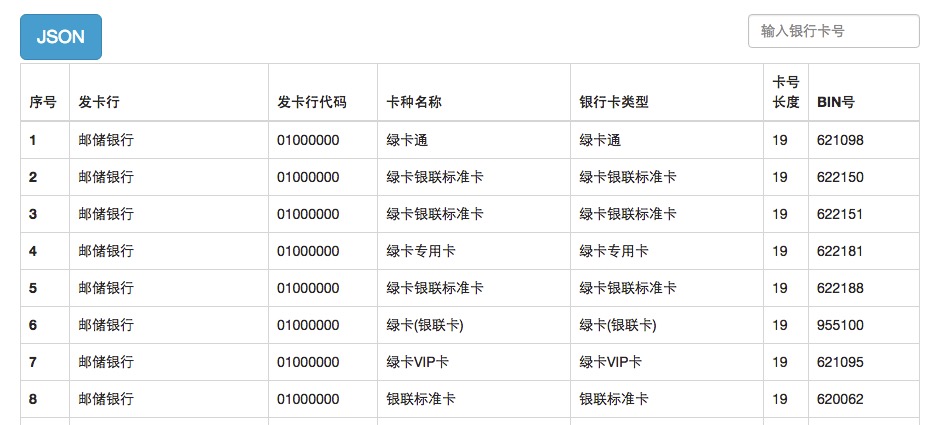 JSON
输入银行卡号
序号 发卡行 发卡行代码 卡种名称 银行卡类型 卡号长度 BIN号
1 邮储银行 01000000 绿卡通 绿卡通 19 621098
2 邮储银行 01000000 绿卡银联标准卡 绿卡银联标准卡 19 622150
3 邮储银行 01000000 绿卡银联标准卡 绿卡银联标准卡 19 622151
4 邮储银行 01000000 绿卡专用卡 绿卡专用卡 19 622181
5 邮储银行 01000000 绿卡银联标准卡 绿卡银联标准卡 19 622188
6 邮储银行 01000000 绿卡(银联卡) 绿卡(银联卡) 19 955100
7 邮储银行 01000000 绿卡VIP卡 绿卡VIP卡 19 621095
8 邮储银行 01000000 银联标准卡 银联标准卡 19 620062